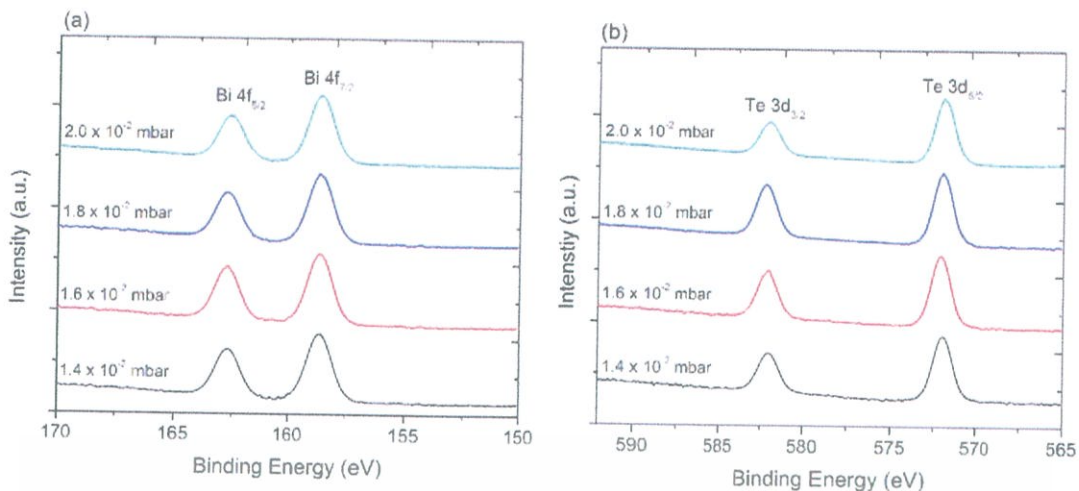 (a)
Bi 4f7/2
Bi 4f5/2
2.0 x 10-2 mbar
1.8 x 10-2 mbar
1.6 x 10-2 mbar
1.4 x 10-2 mbar
Intensity (a.u.)
170 165 160 155 150
Binding Energy (eV)
(b)
Te 3d5/2
Te 3d3/2
2.0 x 10-2 mbar
1.8 x 10-2 mbar
1.6 x 10-2 mbar
1.4 x 10-2 mbar
Intenstiy (a.u.)
590 585 580 575 570 565
Binding Energy (eV)